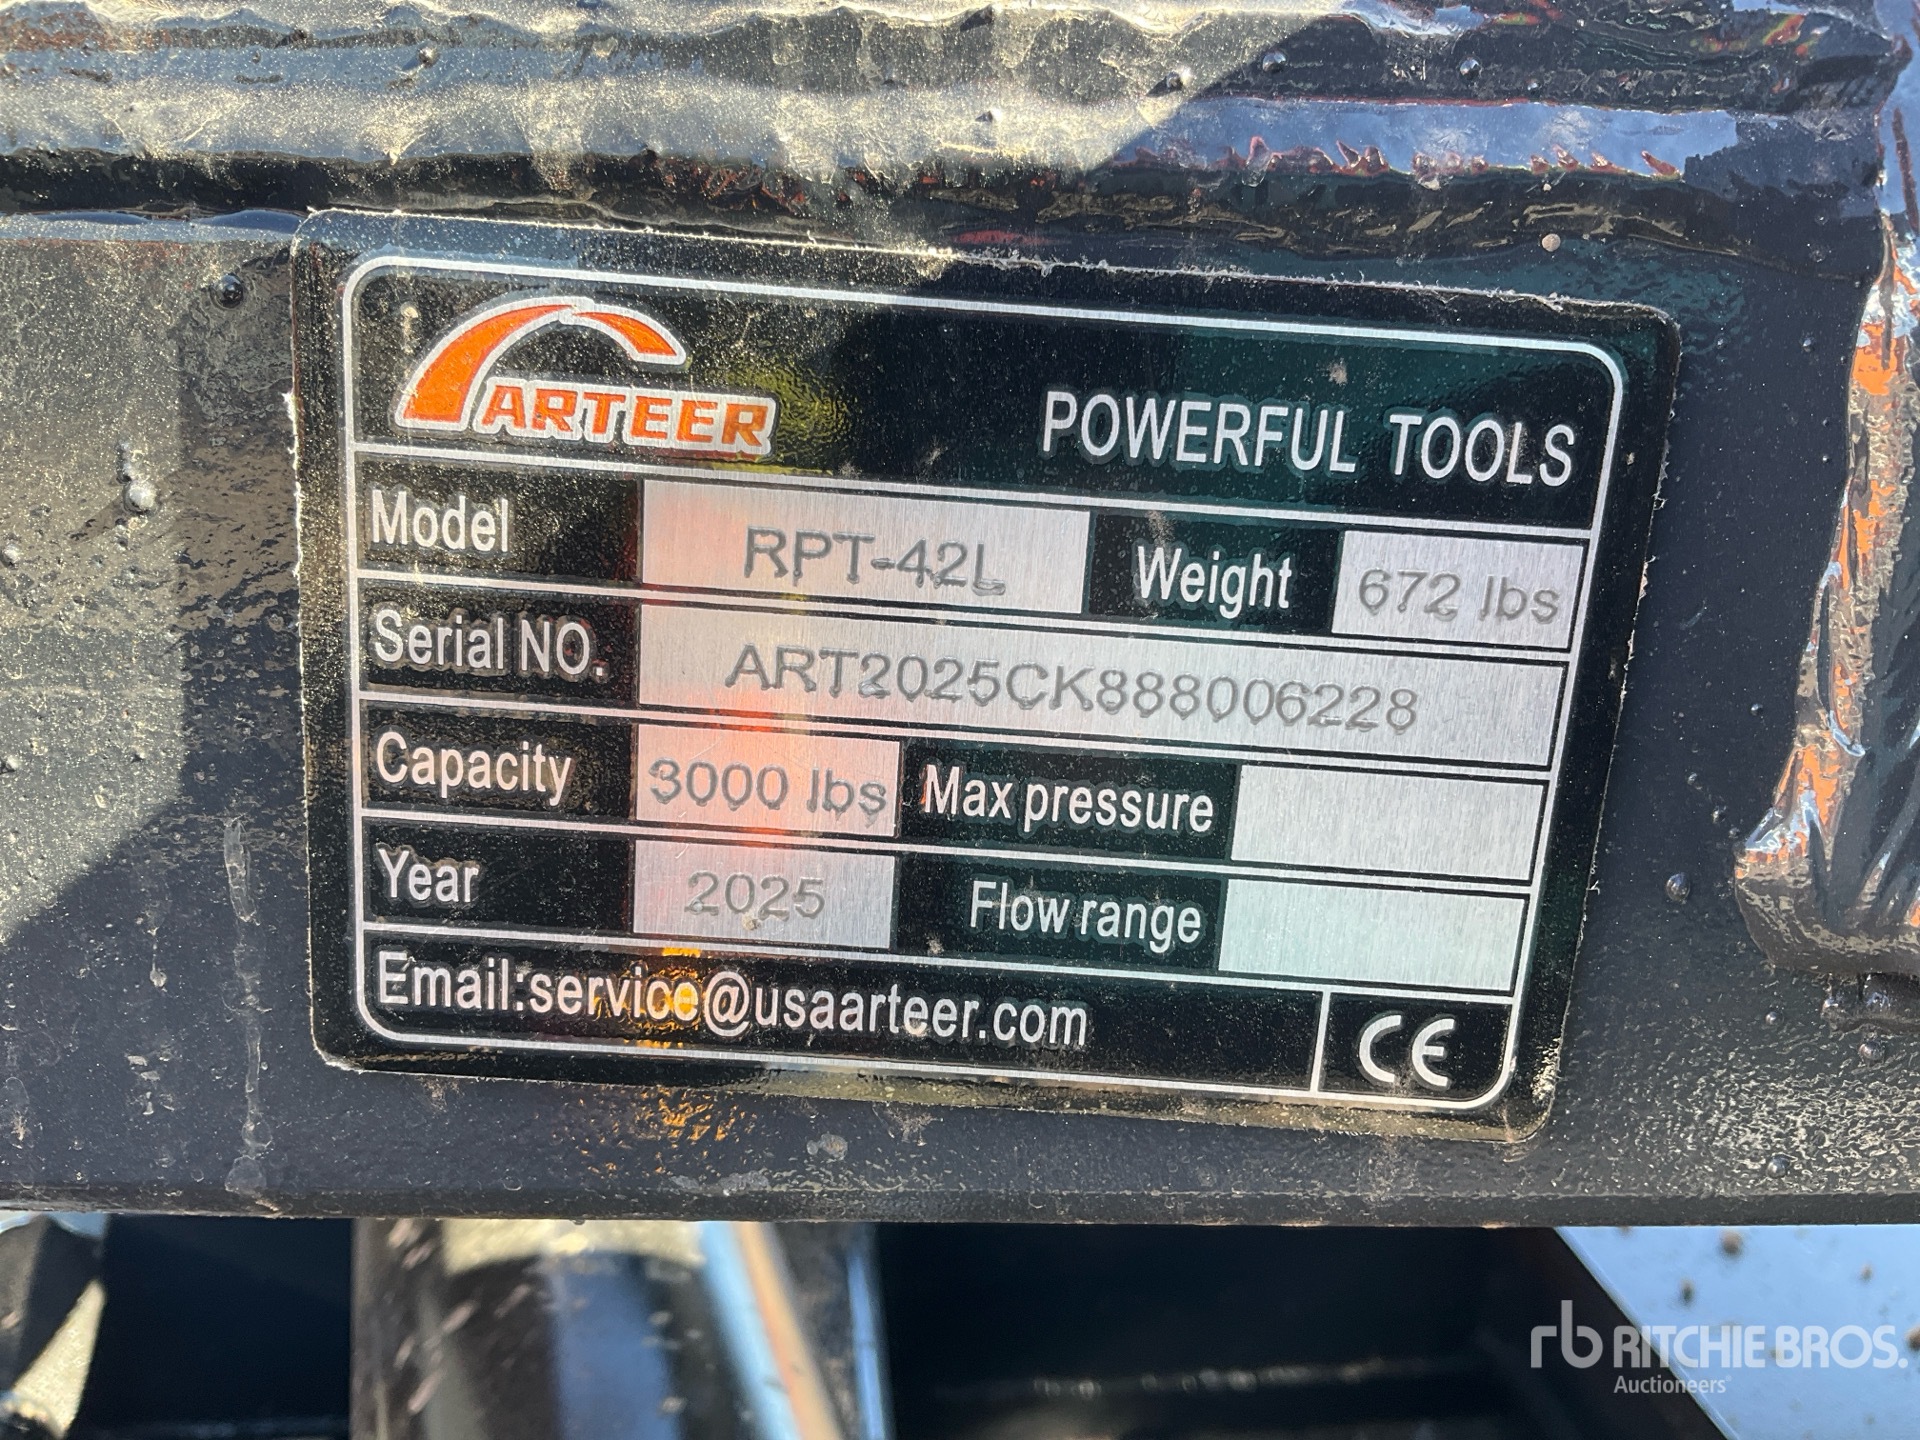 ARTEER
POWERFUL TOOLS
Model RPT-42L Weight 672 lbs
Serial NO. ART2025CK888006228
Capacity 3000 lbs Max pressure
Year 2025 Flow range
Email:service@usaarteer.com CE
rb RITCHIE BROS.
Auctioneers